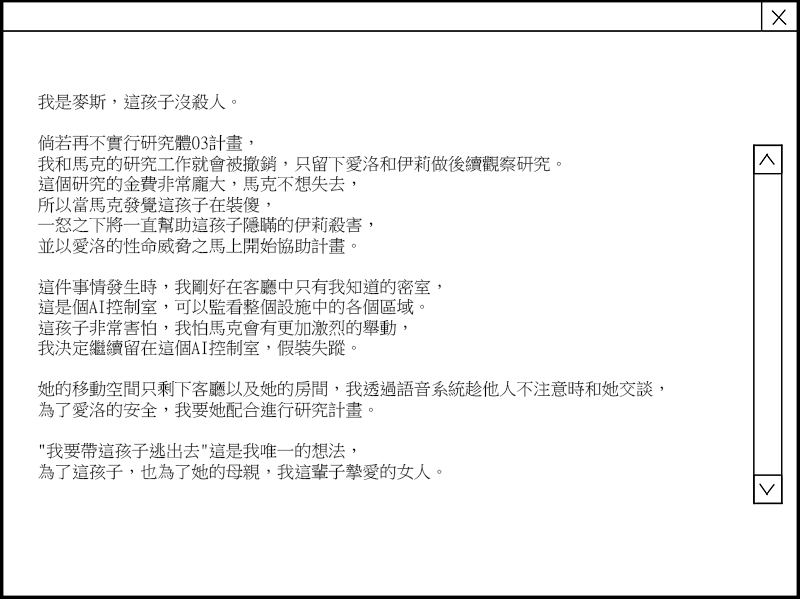 我是麥斯，這孩子沒殺人。
倘若再不實行研究體03計畫，
我和馬克的研究工作就會被撤銷，只留下愛洛和伊莉做後續觀察研究。
這個研究的金費非常龐大，馬克不想失去，
所以當馬克發覺這孩子在裝傻，
一怒之下將一直幫助這孩子隱瞞的伊莉殺害，
並以愛洛的性命威脅之馬上開始協助計畫。
這件事情發生時，我剛好在客廳中只有我知道的密室，
這是個AI控制室，可以監看整個設施中的各個區域。
這孩子非常害怕，我怕馬克會有更加激烈的舉動，
我決定繼續留在這個AI控制室，假裝失蹤。
她的移動空間只剩下客廳以及她的房間，我透過語音系統趁他人不注意時和她交談，
為了愛洛的安全，我要她配合進行研究計畫。
"我要帶這孩子逃出去"這是我唯一的想法，
為了這孩子，也為了她的母親，我這輩子摯愛的女人。